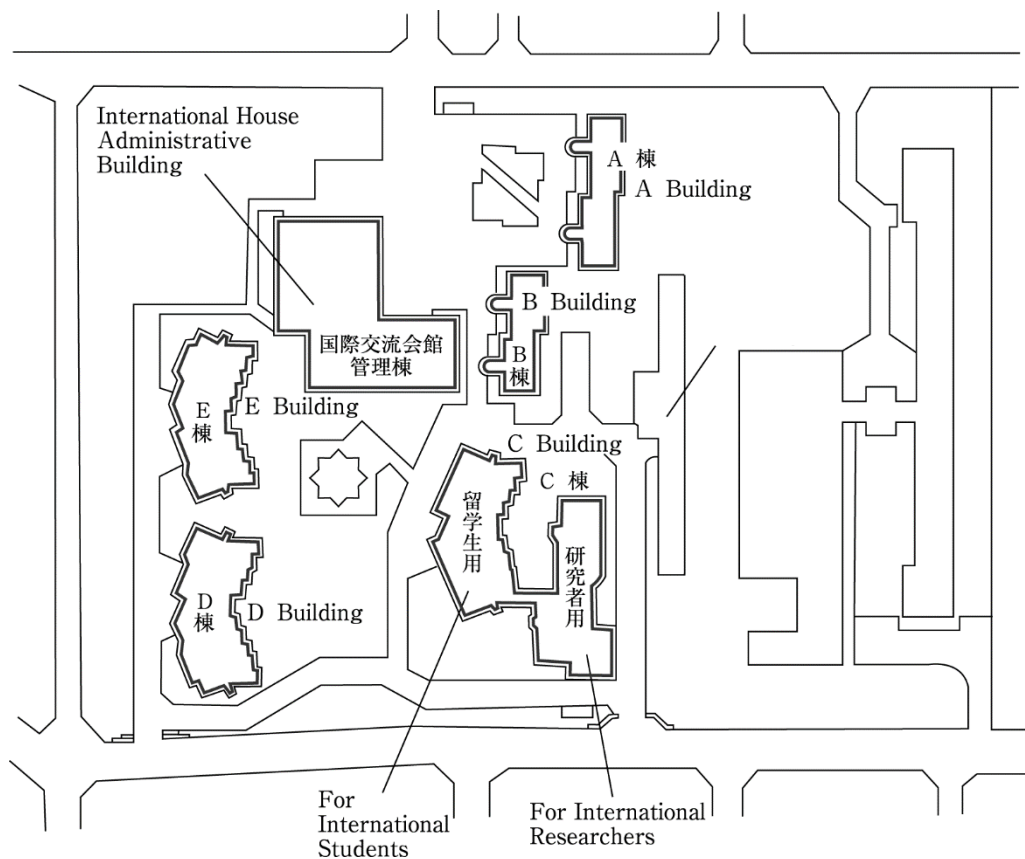 International House
Administrative
Building
A 棟
A Building
B Building
B
棟
国際交流会館
管理棟
E
棟
E Building
C Building
C 棟
留学生用
研究者用
D
棟
D Building
For
International
Students
For International
Researchers